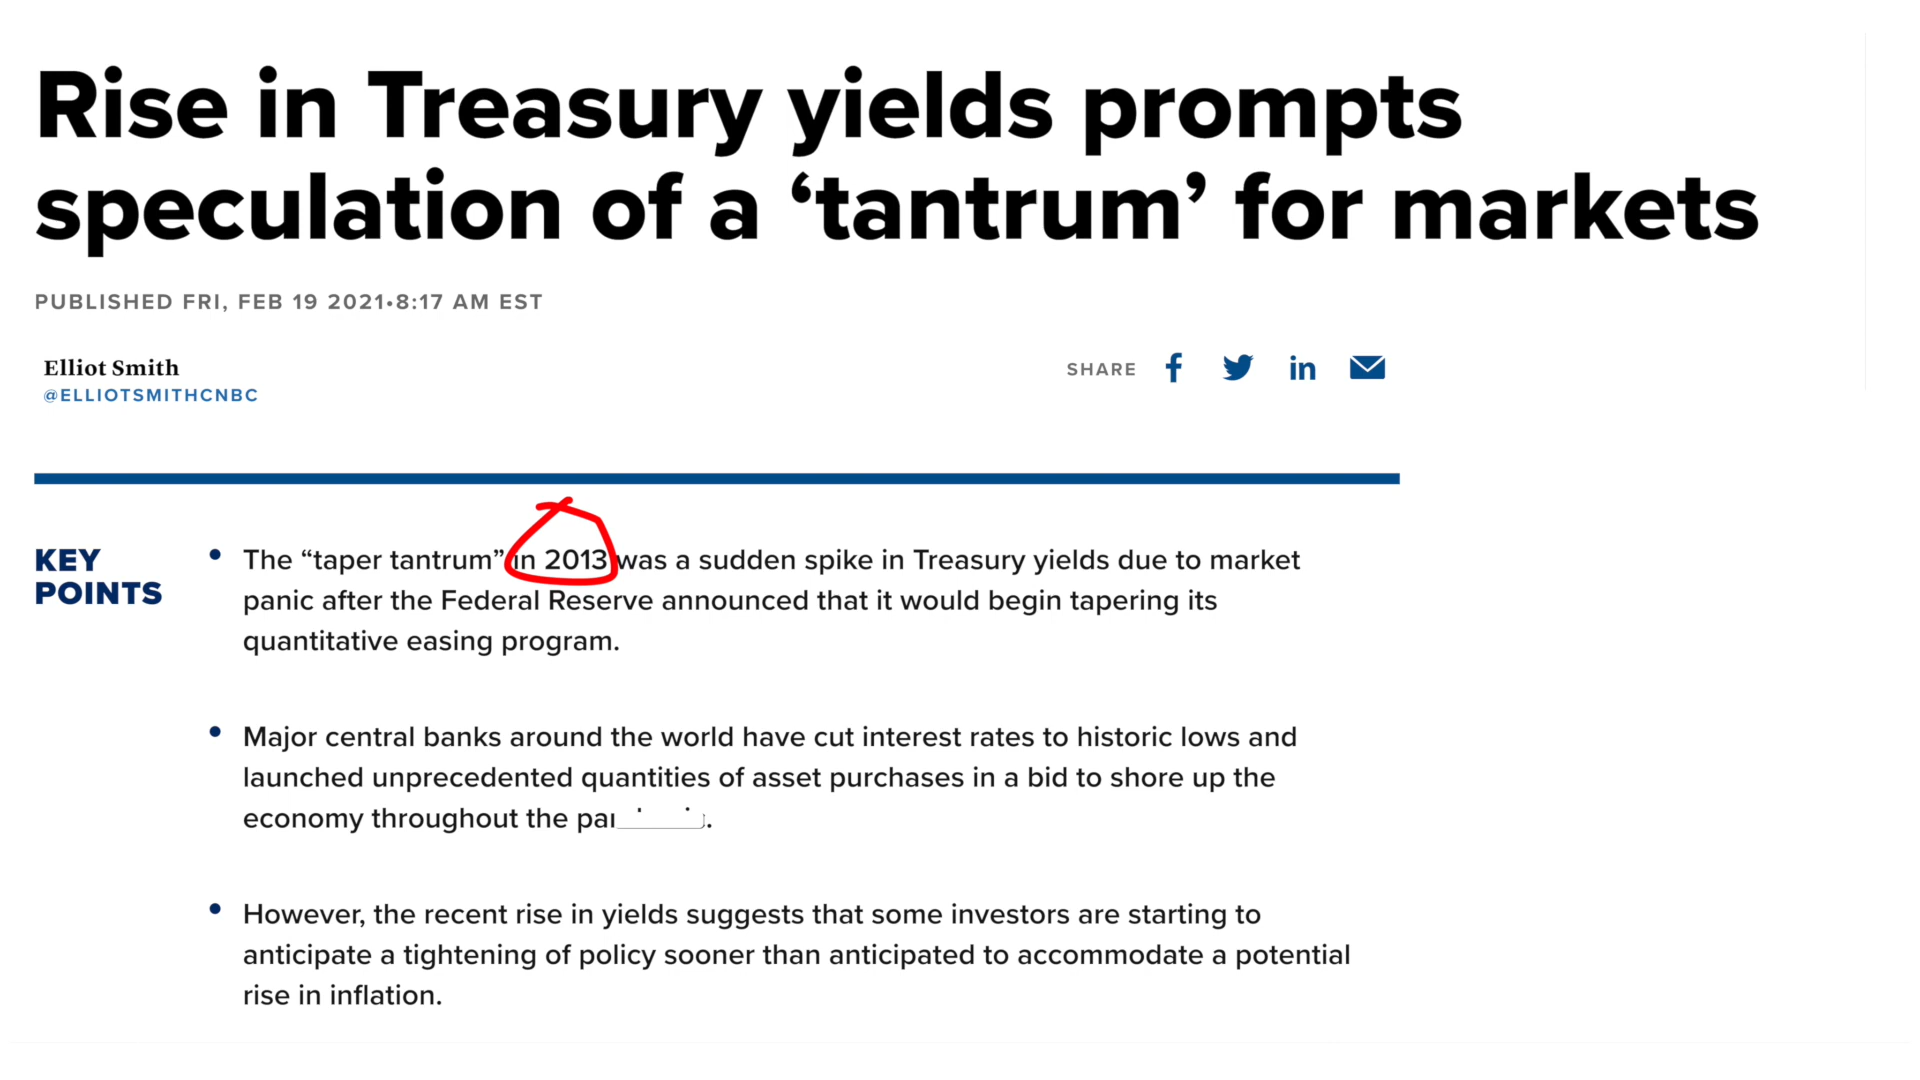 Rise in Treasury yields prompts
speculation of a ‘tantrum’ for markets
PUBLISHED FRI, FEB 19 2021•8:17 AM EST
Elliot Smith
@ELLIOTSMITHCNBC
SHARE
KEY
POINTS
The “taper tantrum” in 2013 was a sudden spike in Treasury yields due to market
panic after the Federal Reserve announced that it would begin tapering its
quantitative easing program.
Major central banks around the world have cut interest rates to historic lows and
launched unprecedented quantities of asset purchases in a bid to shore up the
economy throughout the
However, the recent rise in yields suggests that some investors are starting to
anticipate a tightening of policy sooner than anticipated to accommodate a potential
rise in inflation.